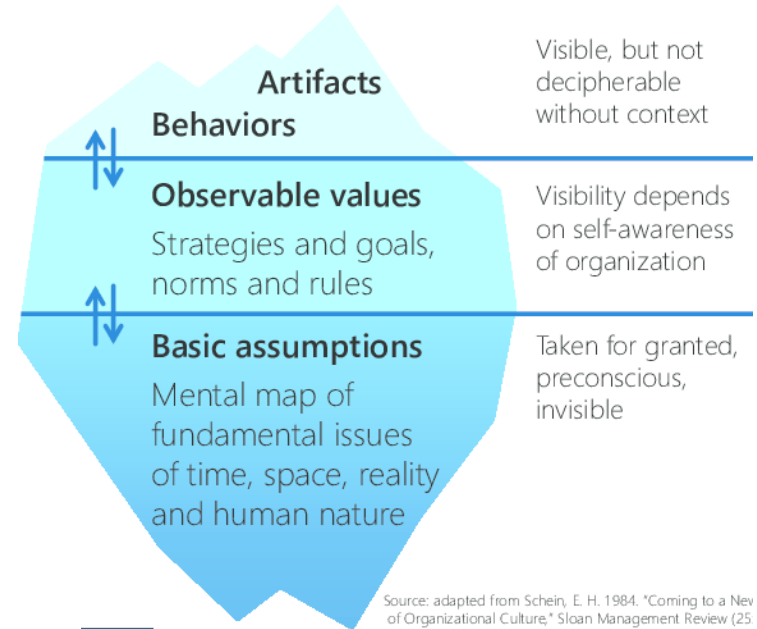 Artifacts
Behaviors
Visible, but not
decipherable
without context
Observable values
Strategies and goals,
norms and rules
Visibility depends
on self-awareness
of organization
Basic assumptions
Mental map of
fundamental issues
of time, space, reality
and human nature
Taken for granted,
preconscious,
invisible
Source: adapted from Schein, E. H. 1984. "Coming to a New
of Organizational Culture," Sloan Management Review (25: